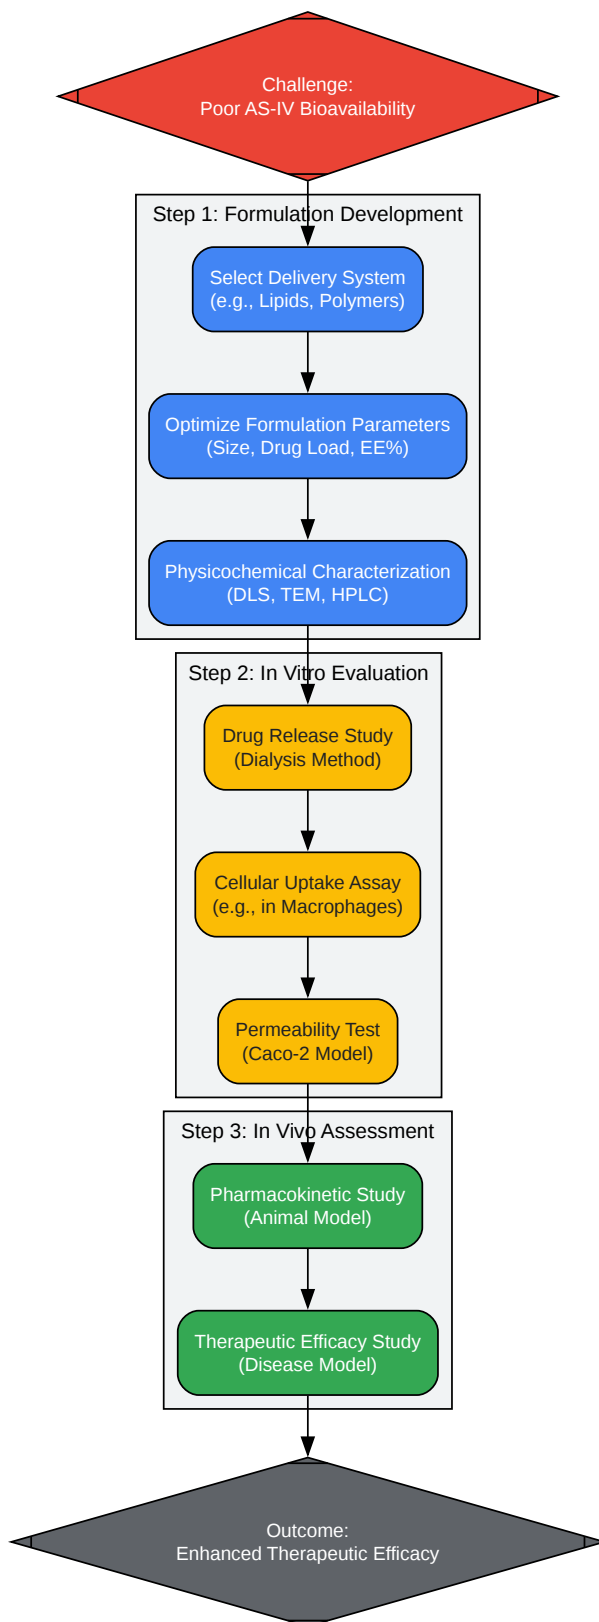 Challenge:
Poor AS-IV Bioavailability
Step 1: Formulation Development
Select Delivery System
(e.g., Lipids, Polymers)
Optimize Formulation Parameters
(Size, Drug Load, EE%)
Physicochemical Characterization
(DLS, TEM, HPLC)
Step 2: In Vitro Evaluation
Drug Release Study
(Dialysis Method)
Cellular Uptake Assay
(e.g., in Macrophages)
Permeability Test
(Caco-2 Model)
Step 3: In Vivo Assessment
Pharmacokinetic Study
(Animal Model)
Therapeutic Efficacy Study
(Disease Model)
Outcome:
Enhanced Therapeutic Efficacy